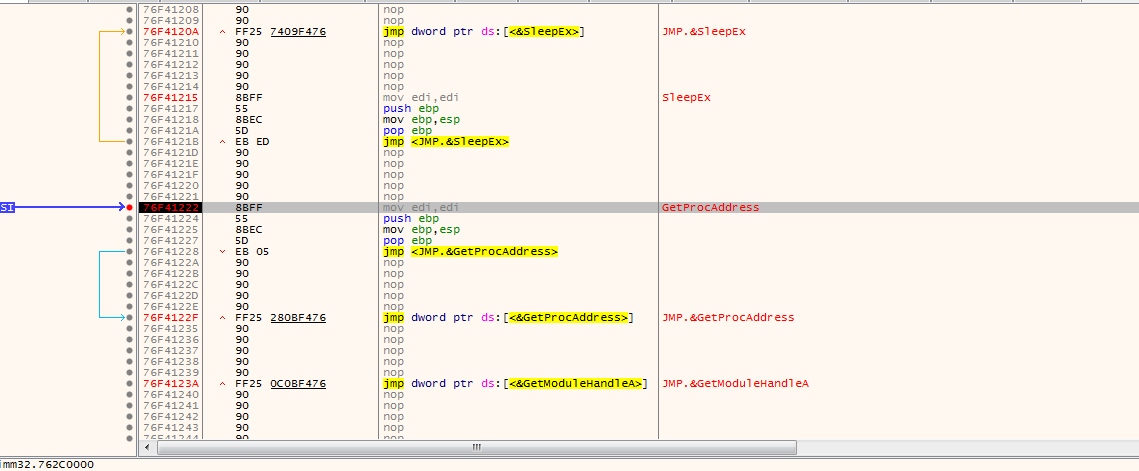 76F41208 90 nop
76F41209 90 nop
76F4120A FF25 7409F476 jmp dword ptr ds:[<&SleepEx>] JMP.&SleepEx
76F41210 90 nop
76F41211 90 nop
76F41212 90 nop
76F41213 90 nop
76F41214 90 nop
76F41215 8BFF mov edi,edi SleepEx
76F41217 55 push ebp
76F41218 8BEC mov ebp,esp
76F4121A 5D pop ebp
76F4121B EB ED jmp <JMP.&SleepEx>
76F4121D 90 nop
76F4121E 90 nop
76F4121F 90 nop
76F41220 90 nop
76F41221 90 nop
SI 76F41222 8BFF mov edi,edi GetProcAddress
76F41224 55 push ebp
76F41225 8BEC mov ebp,esp
76F41227 5D pop ebp
76F41228 EB 05 jmp <JMP.&GetProcAddress>
76F4122A 90 nop
76F4122B 90 nop
76F4122C 90 nop
76F4122D 90 nop
76F4122E 90 nop
76F4122F FF25 280BF476 jmp dword ptr ds:[<&GetProcAddress>] JMP.&GetProcAddress
76F41235 90 nop
76F41236 90 nop
76F41237 90 nop
76F41238 90 nop
76F41239 90 nop
76F4123A FF25 0C0BF476 jmp dword ptr ds:[<&GetModuleHandleA>] JMP.&GetModuleHandleA
76F41240 90 nop
76F41241 90 nop
76F41242 90 nop
76F41243 90 nop
76F41244 90 nop
imm32.762C0000